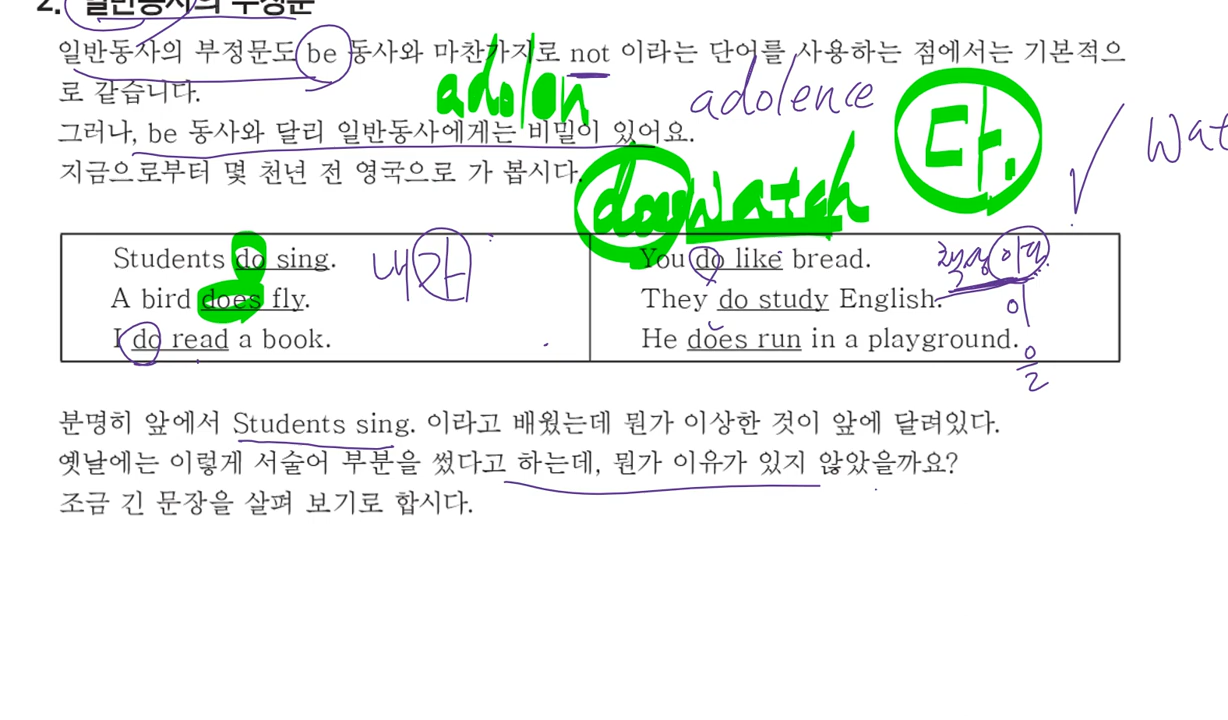 2. 일반동사의 부정문
일반동사의 부정문도 be 동사와 마찬가지로 not 이라는 단어를 사용하는 점에서는 기본적으
로 같습니다.
adolon
adolence
다.
Wat
그러나, be 동사와 달리 일반동사에게는 비밀이 있어요.
지금으로부터 몇 천년 전 영국으로 가 봅시다.
watch
Students do sing.
A bird does fly.
I do read a book.
내가
You do like bread.
They do study English.
He does run in a playground.
책상이다.
이
2
분명히 앞에서 Students sing. 이라고 배웠는데 뭔가 이상한 것이 앞에 달려있다.
옛날에는 이렇게 서술어 부분을 썼다고 하는데, 뭔가 이유가 있지 않았을까요?
조금 긴 문장을 살펴 보기로 합시다.